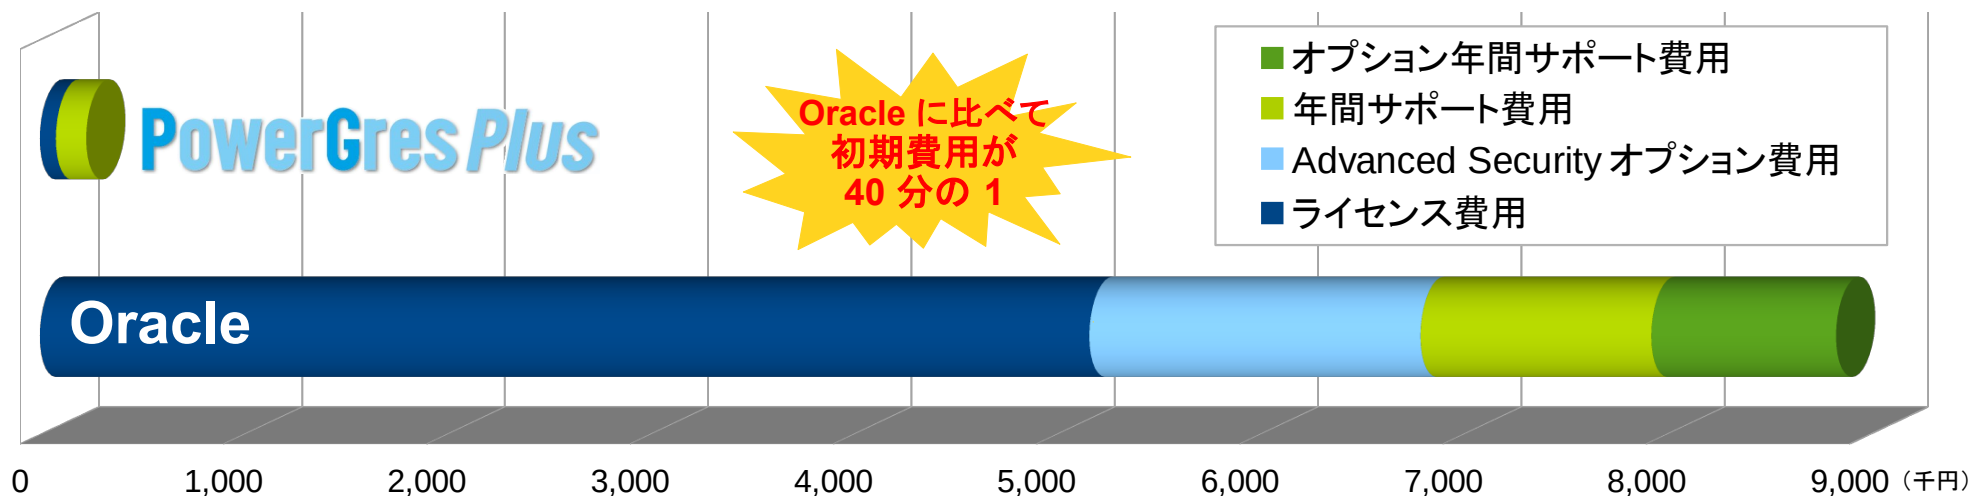 PowerGres Plus
Oracle に比べて
初期費用が
40 分の 1
オプション年間サポート費用
年間サポート費用
Advanced Security オプション費用
ライセンス費用
Oracle
0 1,000 2,000 3,000 4,000 5,000 6,000 7,000 8,000 9,000 (千円)